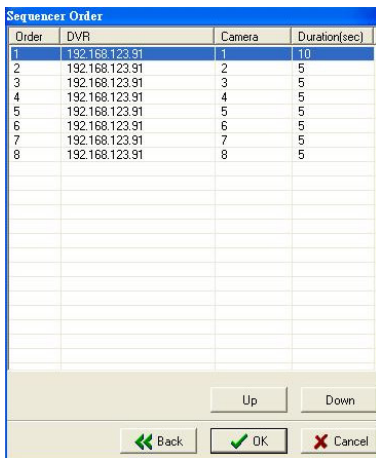 Sequencer Order
Order DVR Camera Duration(sec)
1 192.168.123.91 1 10
2 192.168.123.91 2 5
3 192.168.123.91 3 5
4 192.168.123.91 4 5
5 192.168.123.91 5 5
6 192.168.123.91 6 5
7 192.168.123.91 7 5
8 192.168.123.91 8 5
Up Down
Back OK Cancel